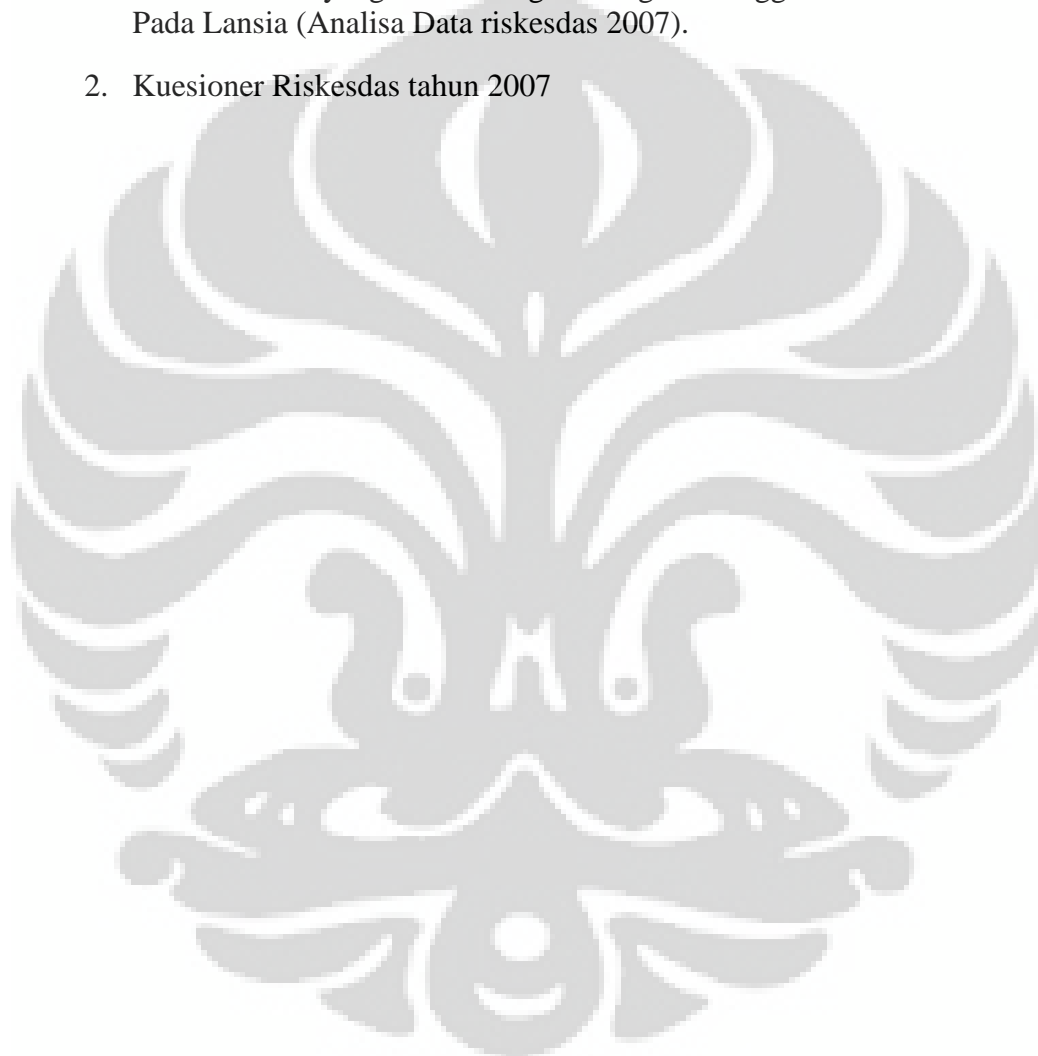 Pada Lansia (Analisa Data riskesdas 2007).
2. Kuesioner Riskesdas tahun 2007